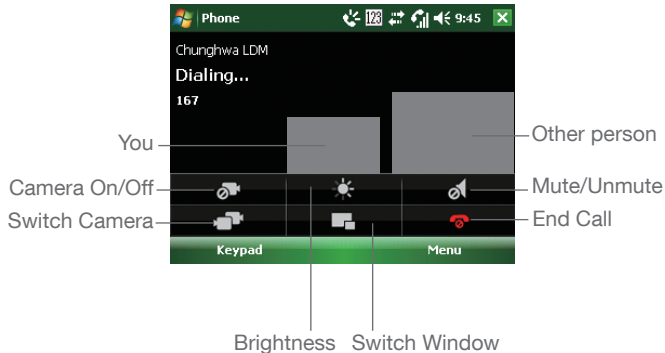 Phone 123 9:45
Chunghwa LDM
Dialing...
167
You
Other person
Camera On/Off
Mute/Unmute
Switch Camera
End Call
Keypad Menu
Brightness Switch Window